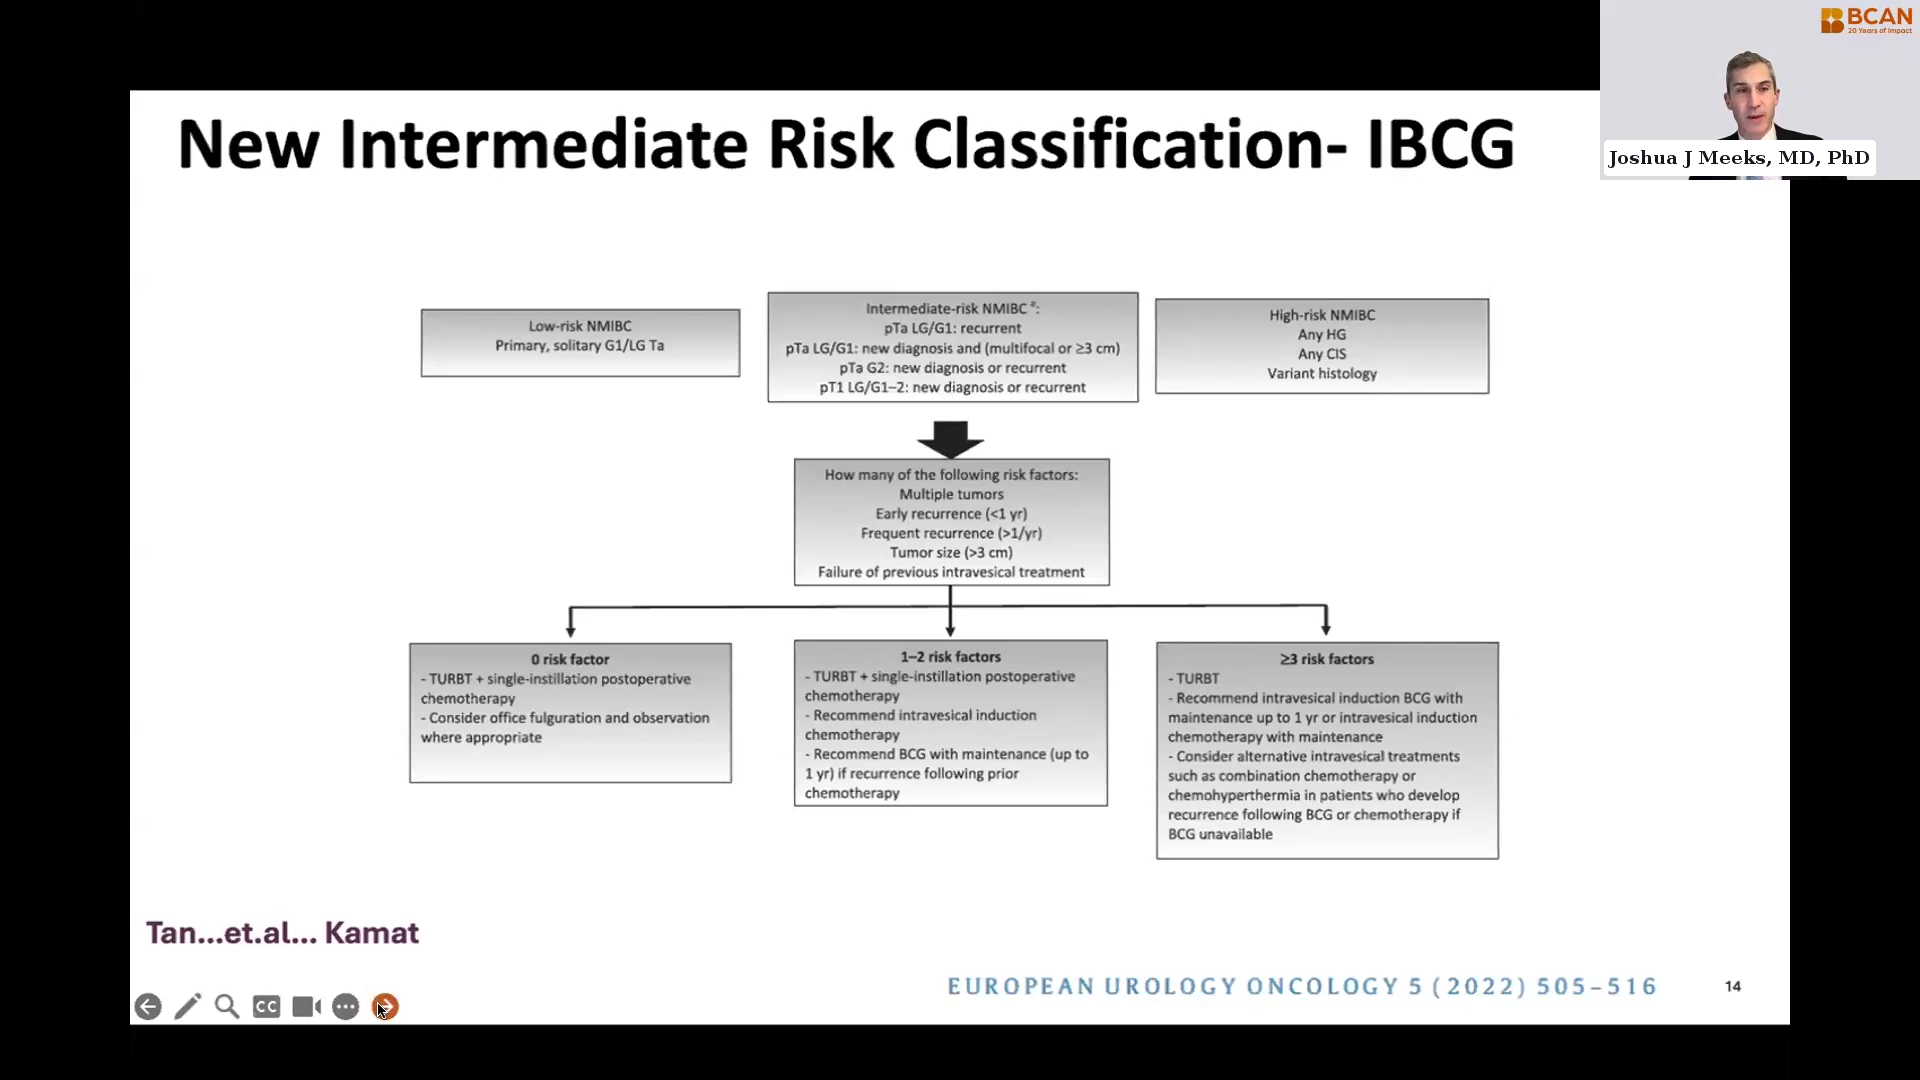 BCAN
20 Years of Impact
Joshua J Meeks, MD, PhD
New Intermediate Risk Classification- IBCG
Low-risk NMIBC
Primary, solitary G1/LG Ta
Intermediate-risk NMIBC a:
pTa LG/G1: recurrent
pTa LG/G1: new diagnosis and (multifocal or ≥3 cm)
pTa G2: new diagnosis or recurrent
pT1 LG/G1–2: new diagnosis or recurrent
High-risk NMIBC
Any HG
Any CIS
Variant histology
How many of the following risk factors:
Multiple tumors
Early recurrence (<1 yr)
Frequent recurrence (>1/yr)
Tumor size (>3 cm)
Failure of previous intravesical treatment
0 risk factor
- TURBT + single-instillation postoperative
chemotherapy
- Consider office fulguration and observation
where appropriate
1–2 risk factors
- TURBT + single-instillation postoperative
chemotherapy
- Recommend intravesical induction
chemotherapy
- Recommend BCG with maintenance (up to
1 yr) if recurrence following prior
chemotherapy
≥3 risk factors
- TURBT
- Recommend intravesical induction BCG with
maintenance up to 1 yr or intravesical induction
chemotherapy with maintenance
- Consider alternative intravesical treatments
such as combination chemotherapy or
chemohyperthermia in patients who develop
recurrence following BCG or chemotherapy if
BCG unavailable
Tan...et.al... Kamat
EUROPEAN UROLOGY ONCOLOGY 5 (2022) 505–516
14
CC